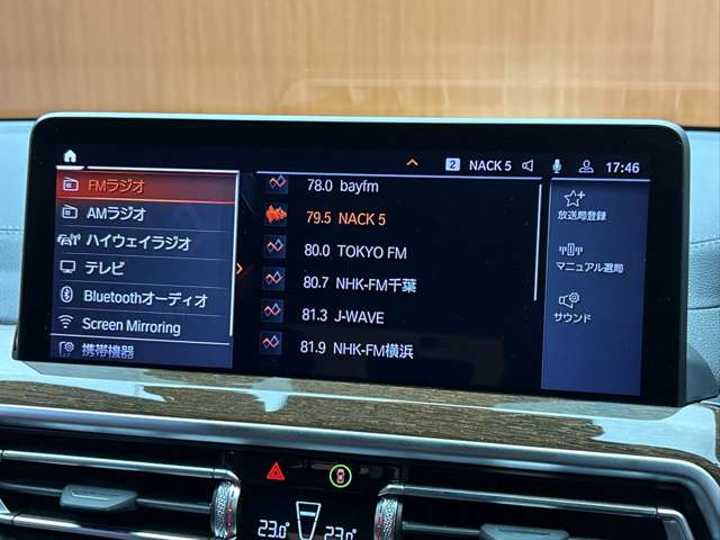 2 NACK 5 17:46
FMラジオ
AMラジオ
ハイウェイラジオ
テレビ
Bluetoothオーディオ
Screen Mirroring
携帯機器
78.0 bayfm
79.5 NACK 5
80.0 TOKYO FM
80.7 NHK-FM千葉
81.3 J-WAVE
81.9 NHK-FM横浜
放送局登録
マニュアル選局
サウンド
23.0° 23.0°